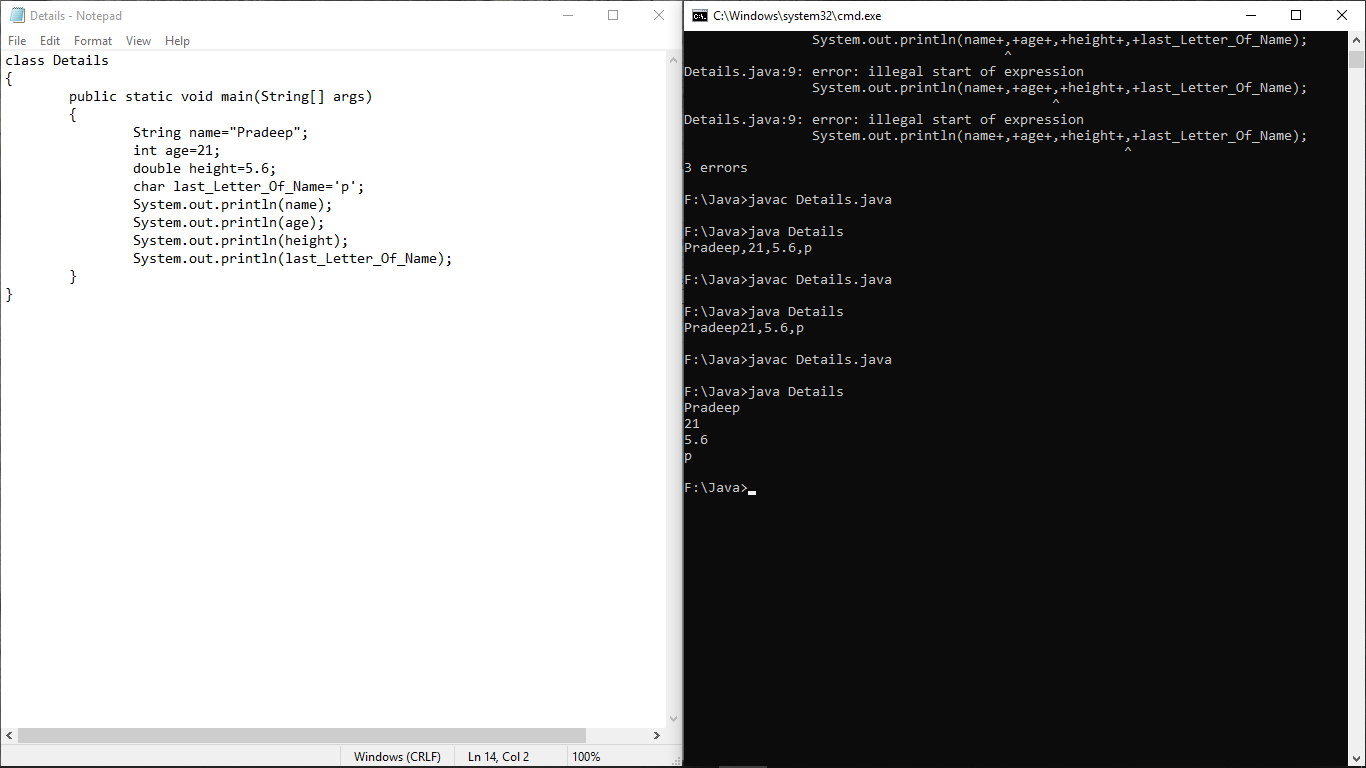 Details - Notepad
File Edit Format View Help
class Details
{
        public static void main(String[] args)
        {
                String name="Pradeep";
                int age=21;
                double height=5.6;
                char last_Letter_Of_Name='p';
                System.out.println(name);
                System.out.println(age);
                System.out.println(height);
                System.out.println(last_Letter_Of_Name);
        }
}
Windows (CRLF) Ln 14, Col 2 100%
C:\Windows\system32\cmd.exe
                System.out.println(name+,+age+,+height+,+last_Letter_Of_Name);
                                        ^
Details.java:9: error: illegal start of expression
                System.out.println(name+,+age+,+height+,+last_Letter_Of_Name);
                                              ^
Details.java:9: error: illegal start of expression
                System.out.println(name+,+age+,+height+,+last_Letter_Of_Name);
                                                       ^
3 errors
F:\Java>javac Details.java
F:\Java>java Details
Pradeep,21,5.6,p
F:\Java>javac Details.java
F:\Java>java Details
Pradeep21,5.6,p
F:\Java>javac Details.java
F:\Java>java Details
Pradeep
21
5.6
p
F:\Java>